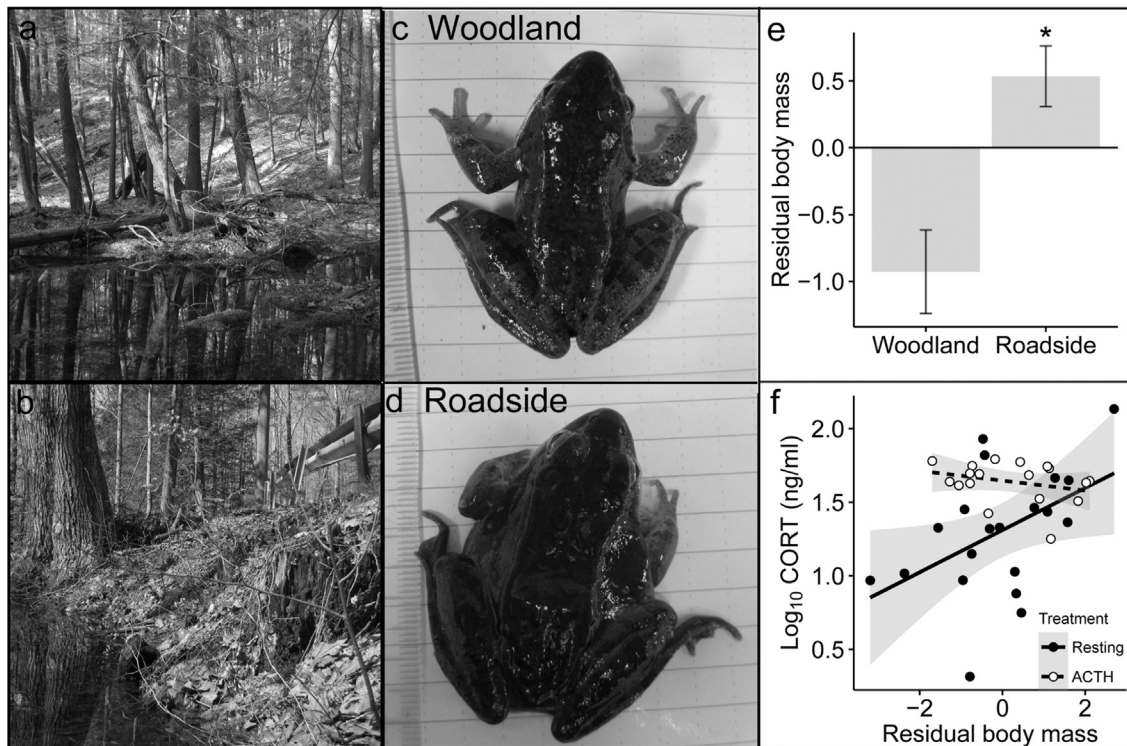 a
c Woodland
b
d Roadside
e
*
Residual body mass
0.5
0.0
−0.5
−1.0
Woodland Roadside
f
Log10 CORT (ng/ml)
2.0
1.5
1.0
0.5
Treatment
Resting
ACTH
−2 0 2
Residual body mass